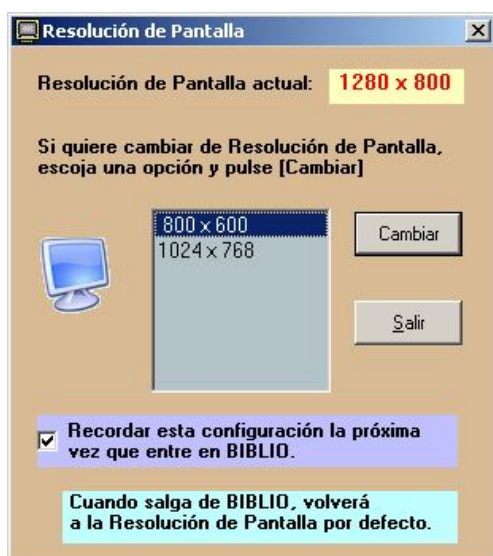 Resolución de Pantalla
Resolución de Pantalla actual: 1280 x 800
Si quiere cambiar de Resolución de Pantalla,
escoja una opción y pulse [Cambiar]
800 x 600
1024 x 768
Cambiar
Salir
Recordar esta configuración la próxima
vez que entre en BIBLIO.
Cuando salga de BIBLIO, volverá
a la Resolución de Pantalla por defecto.